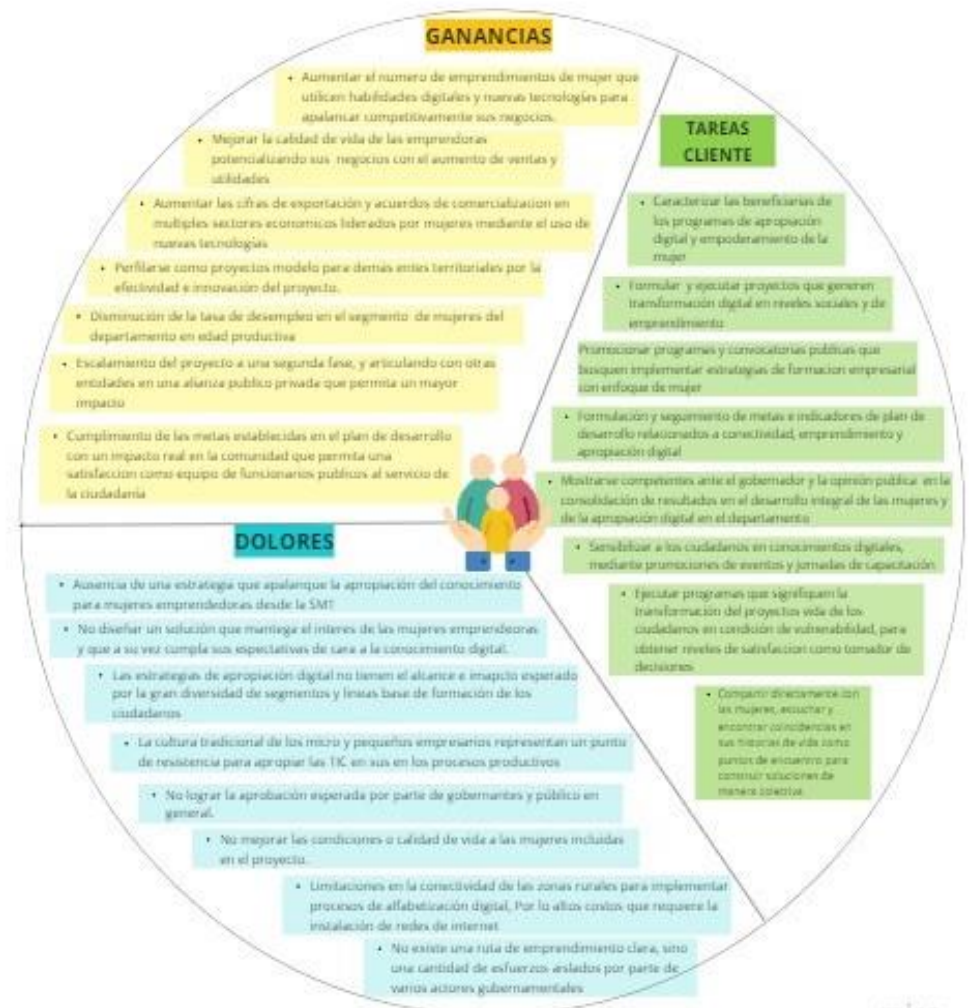 GANANCIAS
• Aumentar el numero de emprendimientos de mujer que
utilicen habilidades digitales y nuevas tecnologías para
apalancar competitivamente sus negocios.
• Mejorar la calidad de vida de las emprendoras
potencializando sus negocios con el aumento de ventas y
utilidades
• Aumentar las cifras de exportación y acuerdos de comercializacion en
multiples sectores economicos liderados por mujeres mediante el uso de
nuevas tecnologías
• Perfilarse como proyectos modelo para demas entes territoriales por la
efectividad e innovación del proyecto.
• Disminución de la tasa de desempleo en el segmento de mujeres del
departamento en edad productiva
• Escalamiento del proyecto a una segunda fase, y articulando con otras
entidades en una alianza publico privada que permita un mayor
impacto
• Cumplimiento de las metas establecidas en el plan de desarrollo
con un impacto real en la comunidad que permita una
satisfaccion como equipo de funcionarios publicos al servicio de
la ciudadanía
TAREAS
CLIENTE
• Caracterizar las beneficiarias de
los programas de apropiación
digital y empoderamiento de la
mujer
• Formular y ejecutar proyectos que generen
transformación digital en niveles sociales y de
emprendimiento
Promocionar programas y convocatorias publicas que
busquen implementar estrategias de formacion empresarial
con enfoque de mujer
• Formulación y seguimiento de metas e indicadores de plan de
desarrollo relacionados a conectividad, emprendimiento y
apropiación digital
• Mostrarse competentes ante el gobernador y la opinión publica en la
consolidación de resultados en el desarrollo integral de las mujeres y
de la apropiación digital en el departamento
• Sensibilizar a los ciudadanos en conocimientos digitales,
mediante promociones de eventos y jornadas de capacitación
• Ejecutar programas que signifiquen la
transformación del proyectos vida de los
ciudadanos en condición de vulnerabilidad, para
obtener niveles de satisfaccion como tomador de
decisiones
• Compartir directamente con
las mujeres, escuchar y
encontrar coincidencias en
sus historias de vida como
puntos de encuentro para
construir soluciones de
manera colectiva
DOLORES
• Ausencia de una estrategia que apalanque la apropiación del conocimiento
para mujeres emprendedoras desde la
• No diseñar un solución que mantega el interes de las mujeres emprendeoras
y que a su vez cumpla sus espectativas de cara a la conocimiento digital.
• Las estrategias de apropiación digital no tienen el alcance e imapcto esperado
por la gran diversidad de segmentos y lineas base de formación de los
ciudadanos
• La cultura tradicional de los micro y pequeños empresarios representan un punto
de resistencia para apropiar las TIC en sus en los procesos productivos
• No lograr la aprobación esperada por parte de gobernantes y público en
general.
• No mejorar las condiciones o calidad de vida a las mujeres incluidas
en el proyecto.
• Limitaciones en la conectividad de las zonas rurales para implementar
procesos de alfabetización digital, Por lo altos costos que requiere la
instalación de redes de internet
• No existe una ruta de emprendimiento clara, sino
una cantidad de esfuerzos aislados por parte de
varios actores gubernamentales